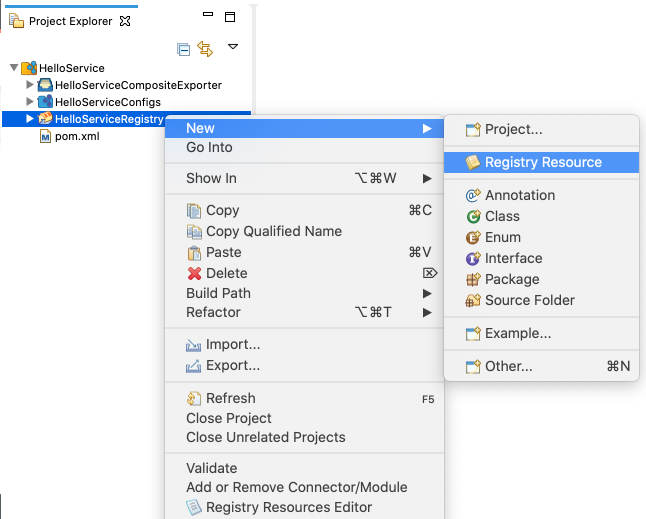 Project Explorer
HelloService
HelloServiceCompositeExporter
HelloServiceConfigs
HelloServiceRegistry
pom.xml
New
Go Into
Show In ⌥⌘W
Copy ⌘C
Copy Qualified Name
Paste ⌘V
Delete ⌦
Build Path
Refactor ⌥⌘T
Import...
Export...
Refresh F5
Close Project
Close Unrelated Projects
Validate
Add or Remove Connector/Module
Registry Resources Editor
Project...
Registry Resource
Annotation
Class
Enum
Interface
Package
Source Folder
Example...
Other... ⌘N